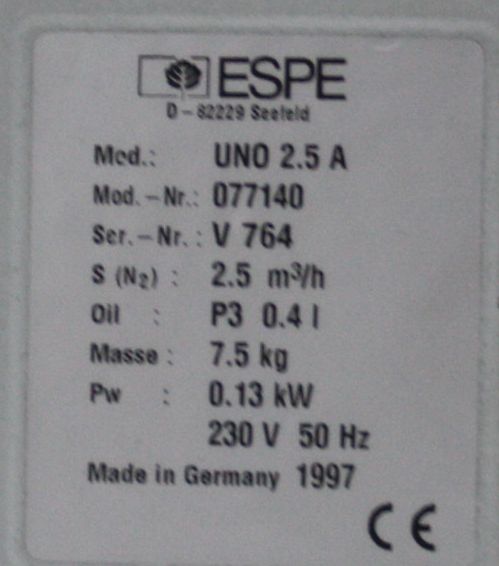 ESPE
D – 82229 Seefeld
Mod.: UNO 2.5 A
Mod. – Nr.: 077140
Ser. – Nr. : V 764
S (N₂) : 2.5 m³/h
Oil : P3 0.4 l
Masse : 7.5 kg
Pw : 0.13 kW
230 V 50 Hz
Made in Germany 1997
CE